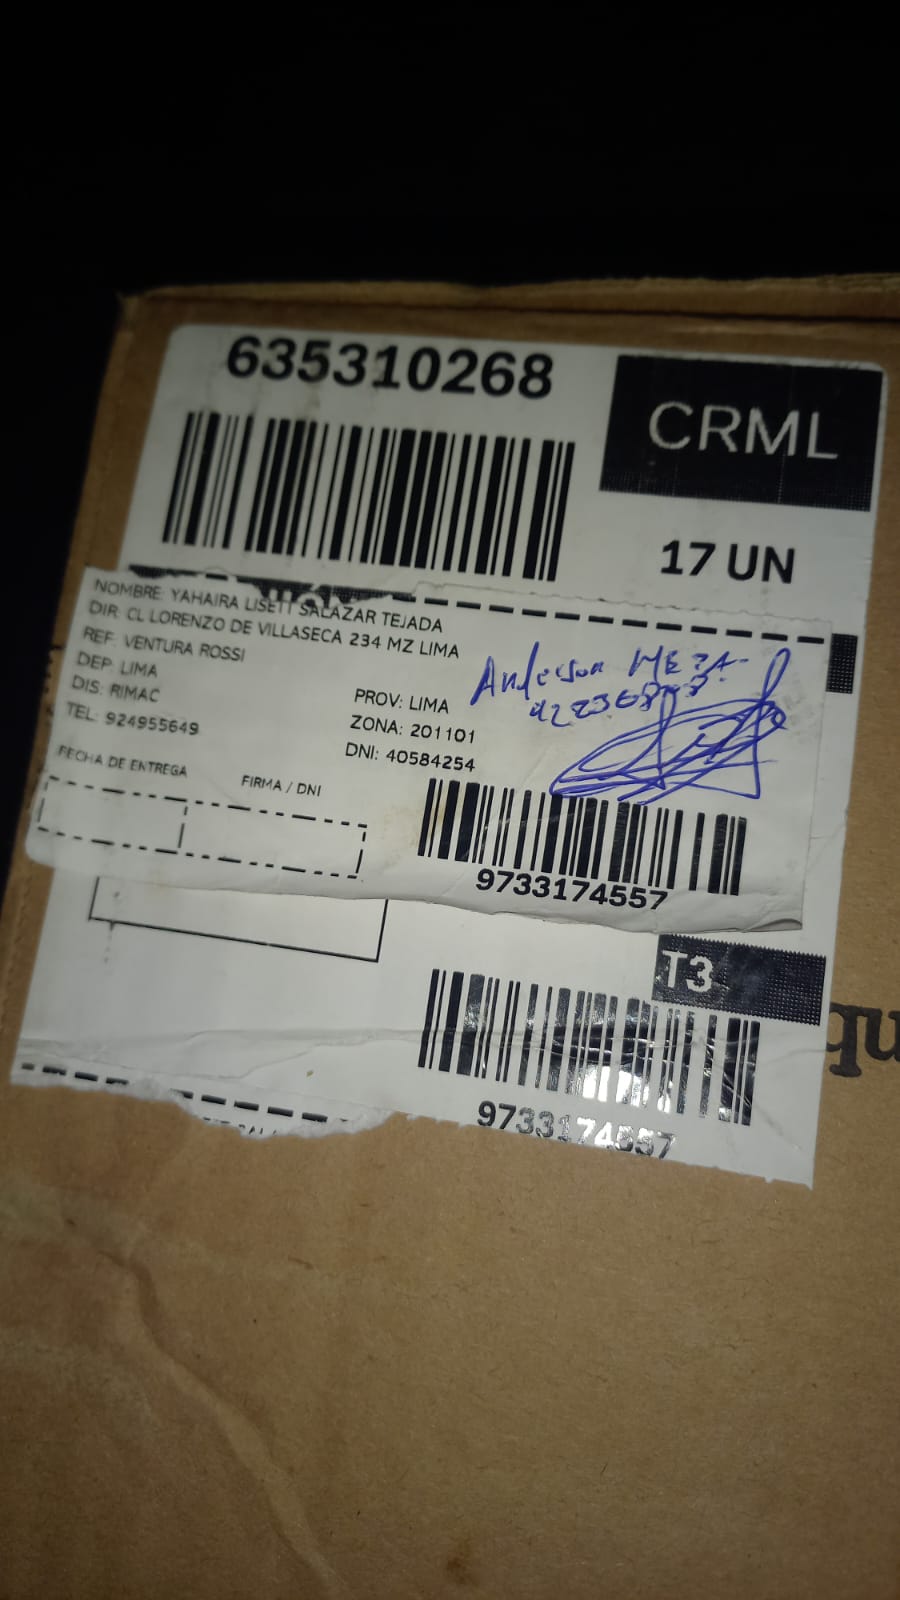 635310268
CRML
17 UN
NOMBRE: YAHAIRA LISETT SALAZAR TEJADA
DIR: CL LORENZO DE VILLASECA 234 MZ LIMA
REF: VENTURA ROSSI
DEP: LIMA
PROV: LIMA
DIS: RIMAC
ZONA: 201101
TEL: 924955649
DNI: 40584254
Anderson MEZA
FECHA DE ENTREGA
FIRMA / DNI
9733174557
T3
9733174557